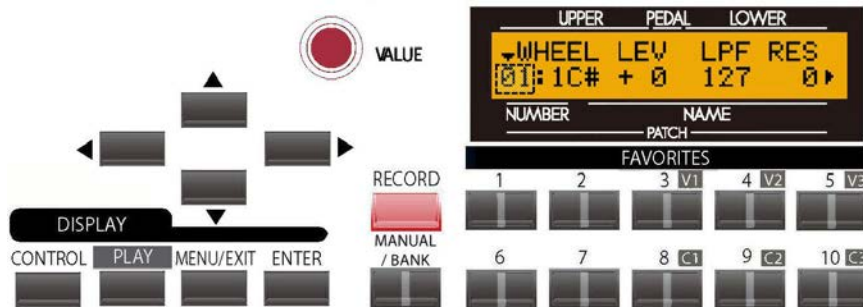 UPPER PEDAL LOWER
WHEEL LEV LPF RES
01:1C# + 0 127 0
NUMBER NAME
PATCH
VALUE
FAVORITES
RECORD
1 2 3 V1 4 V2 5 V3
DISPLAY
CONTROL PLAY MENU/EXIT ENTER
MANUAL
/ BANK
6 7 8 C1 9 C2 10 C3